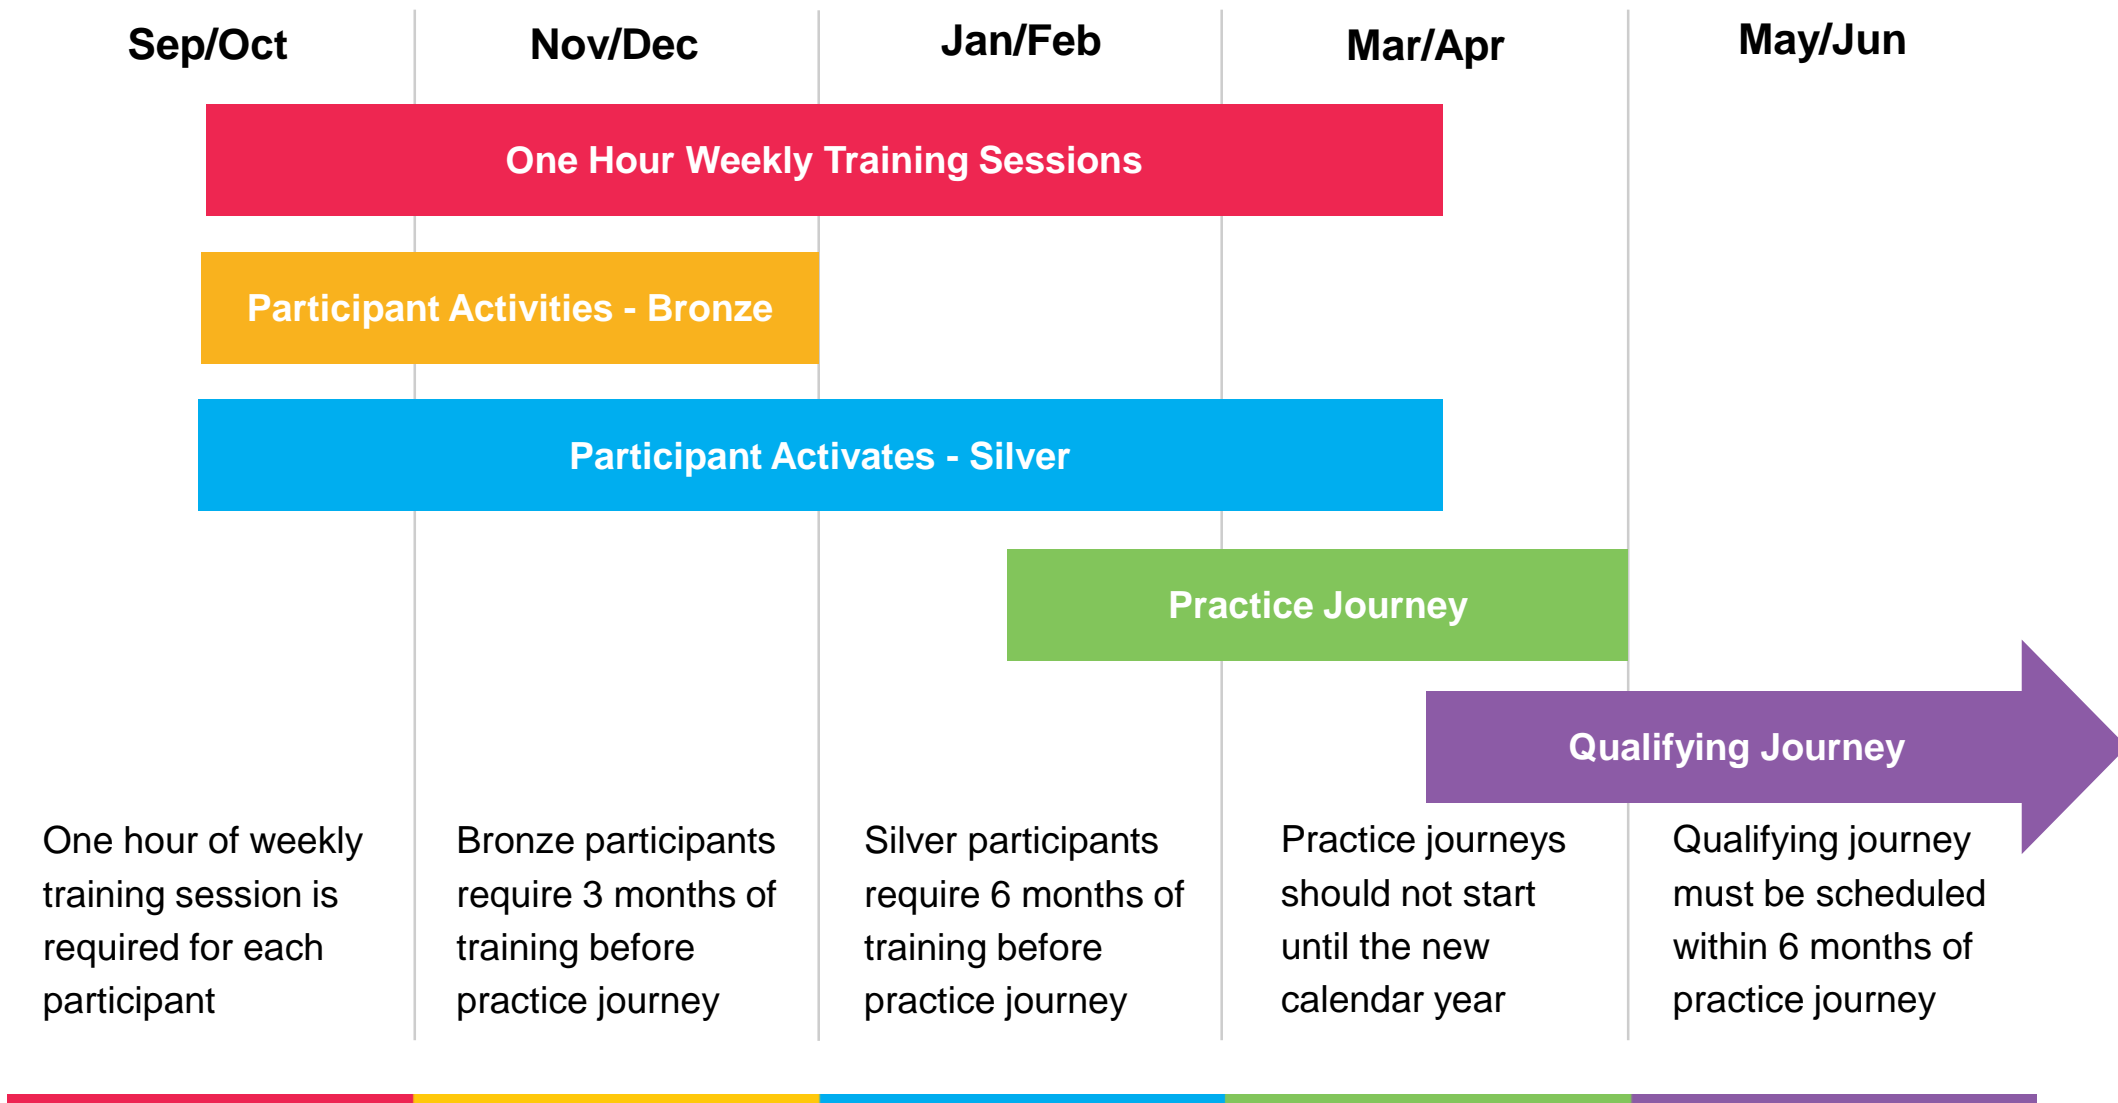 Sep/Oct
Nov/Dec
Jan/Feb
Mar/Apr
May/Jun
One Hour Weekly Training Sessions
Participant Activities - Bronze
Participant Activates - Silver
Practice Journey
Qualifying Journey
One hour of weekly
training session is
required for each
participant
Bronze participants
require 3 months of
training before
practice journey
Silver participants
require 6 months of
training before
practice journey
Practice journeys
should not start
until the new
calendar year
Qualifying journey
must be scheduled
within 6 months of
practice journey